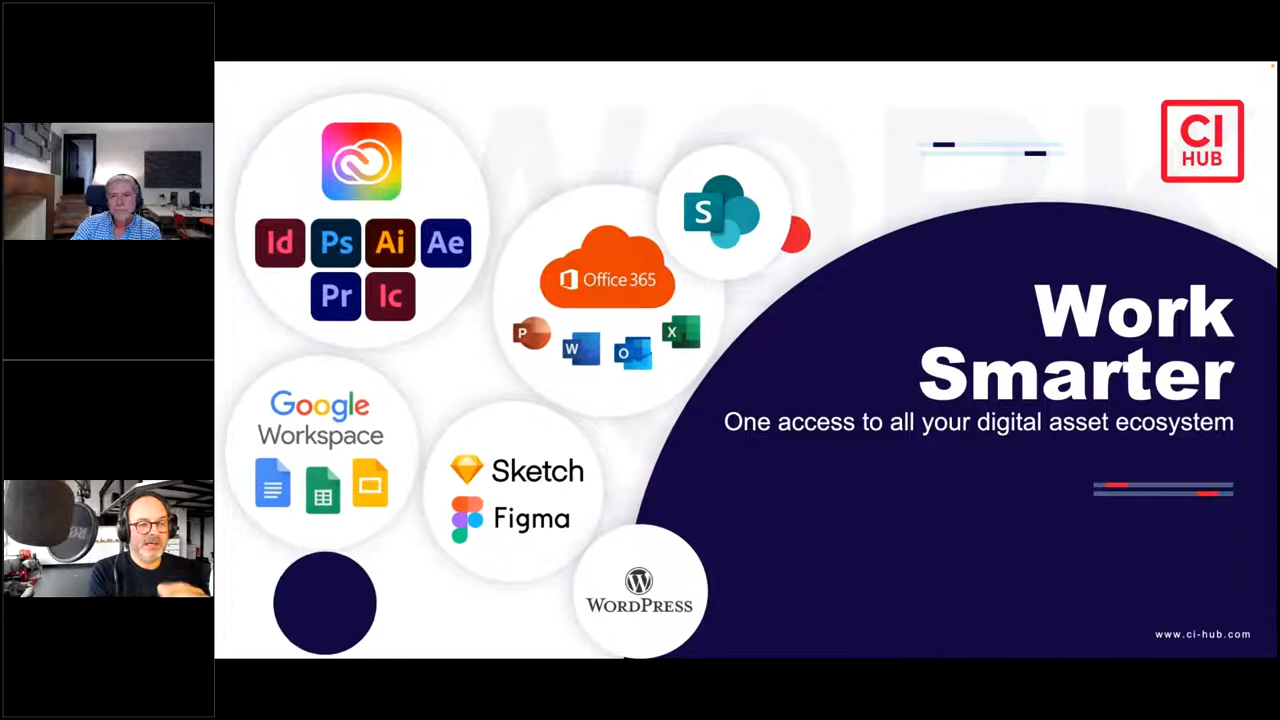 CI
HUB
Id Ps Ai Ae
Pr Ic
S
Office 365
P W O X
Work
Smarter
One access to all your digital asset ecosystem
Google
Workspace
Sketch
Figma
WORDPRESS
www.ci-hub.com